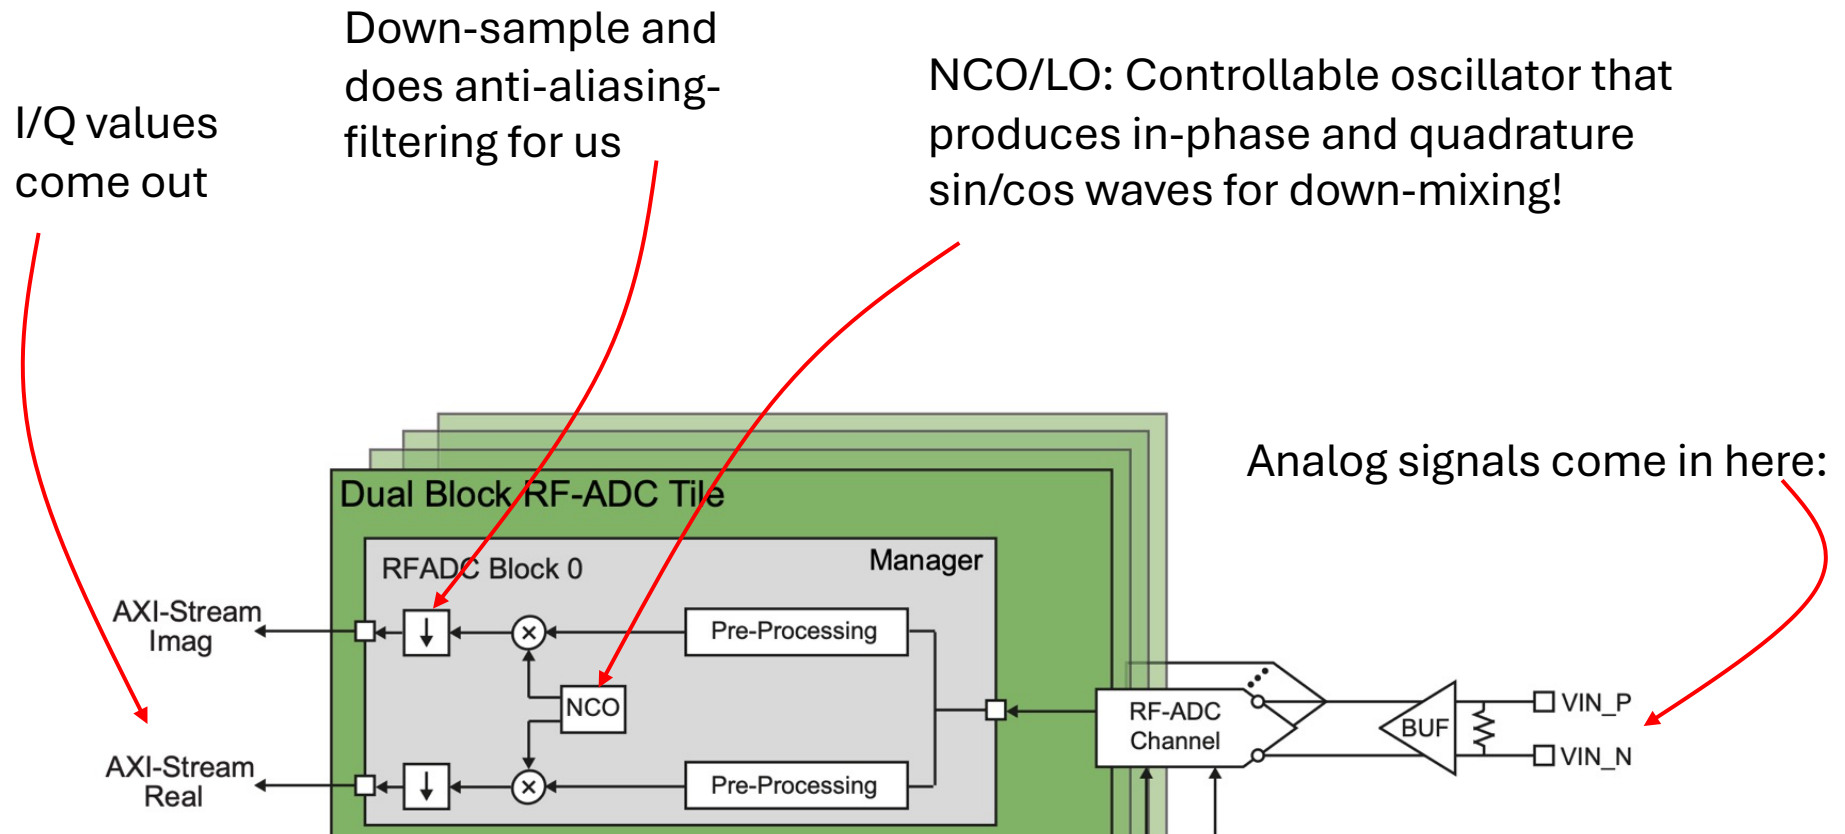 Down-sample and
does anti-aliasing-
filtering for us
I/Q values
come out
NCO/LO: Controllable oscillator that
produces in-phase and quadrature
sin/cos waves for down-mixing!
Analog signals come in here:
Dual Block RF-ADC Tile
RFADC Block 0
Manager
AXI-Stream
Imag
Pre-Processing
NCO
AXI-Stream
Real
Pre-Processing
RF-ADC
Channel
BUF
VIN_P
VIN_N